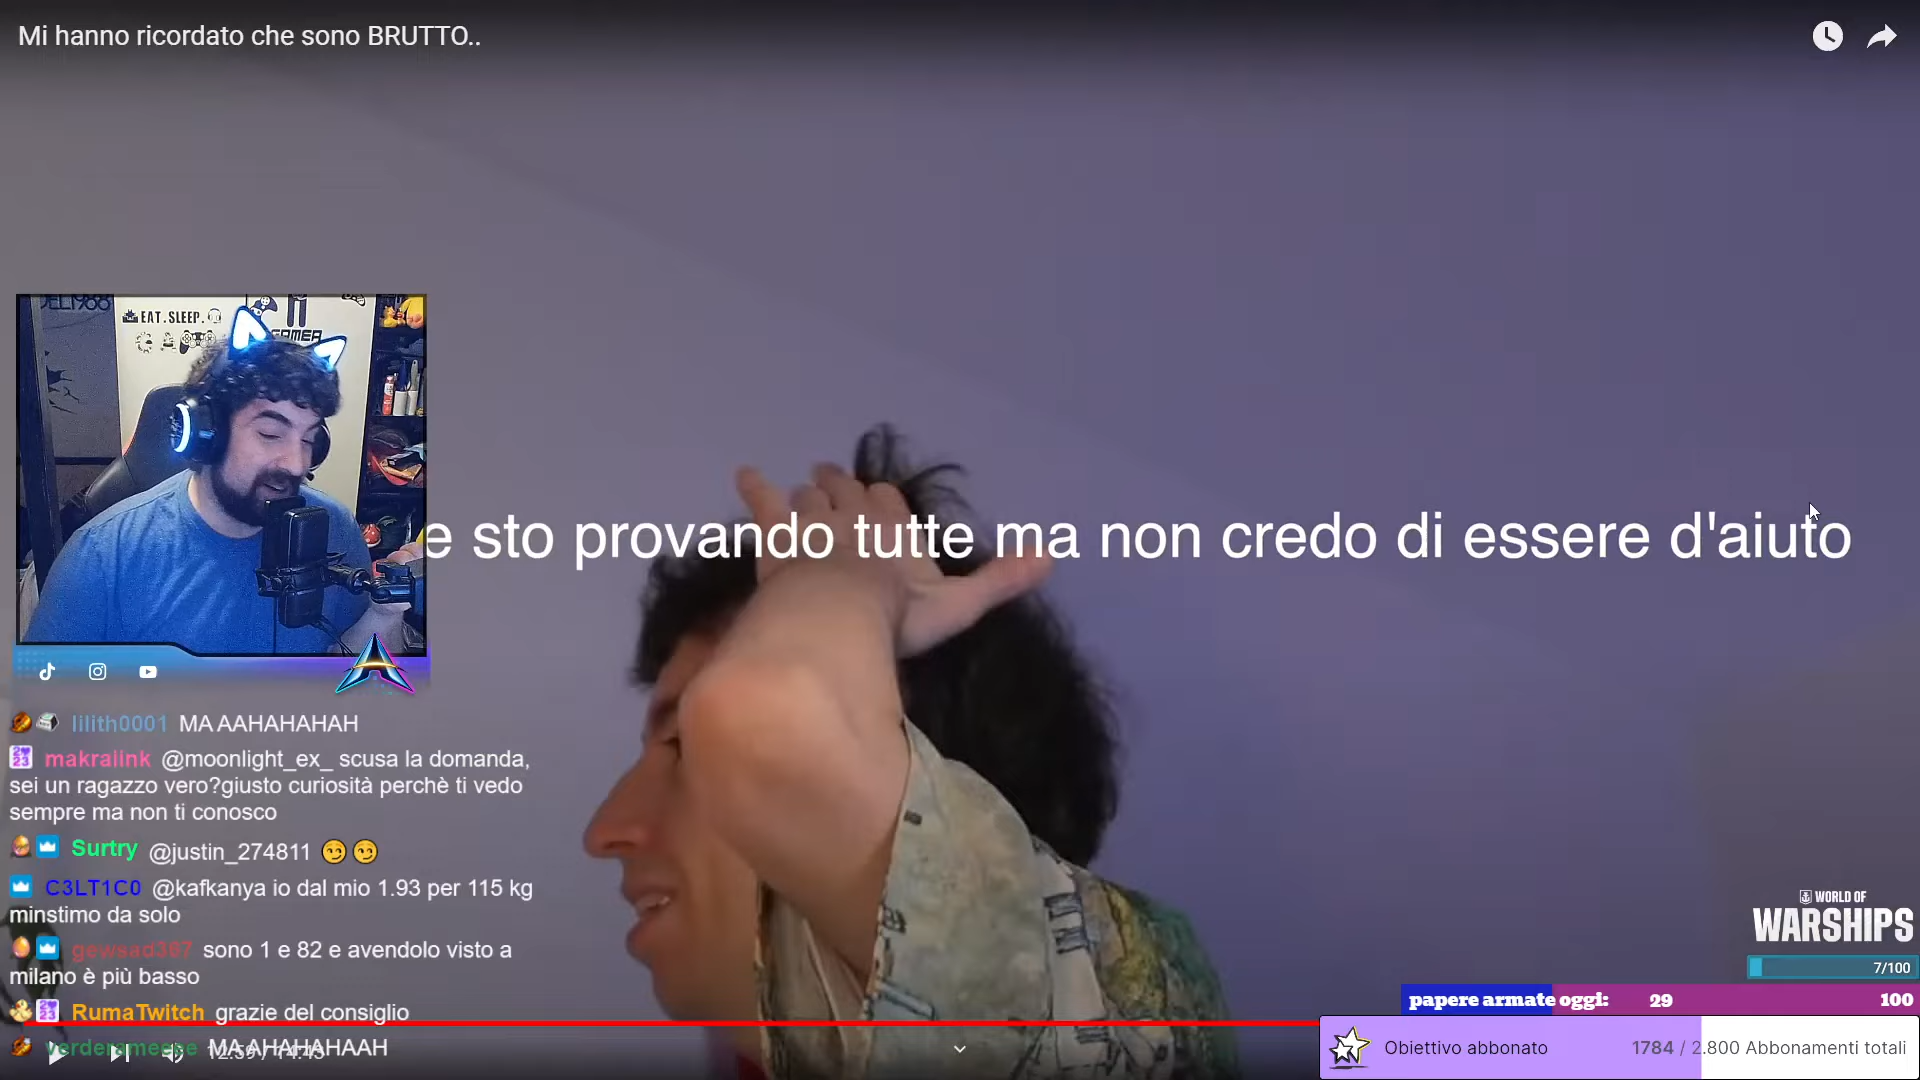 Mi hanno ricordato che sono BRUTTO..
EAT.SLEEP.
GAMER
e sto provando tutte ma non credo di essere d'aiuto
lilith0001 MA AAHAHAHAH
makralink @moonlight_ex_ scusa la domanda,
sei un ragazzo vero?giusto curiosità perchè ti vedo
sempre ma non ti conosco
Surtry @justin_274811 😏 😏
C3LT1C0 @kafkanya io dal mio 1.93 per 115 kg
minstimo da solo
gewsad367 sono 1 e 82 e avendolo visto a
milano è più basso
RumaTwitch grazie del consiglio
MA AHAHAHAAH
WORLD OF
WARSHIPS
7/100
papere armate oggi: 29 100
Obiettivo abbonato 1784 / 2.800 Abbonamenti totali